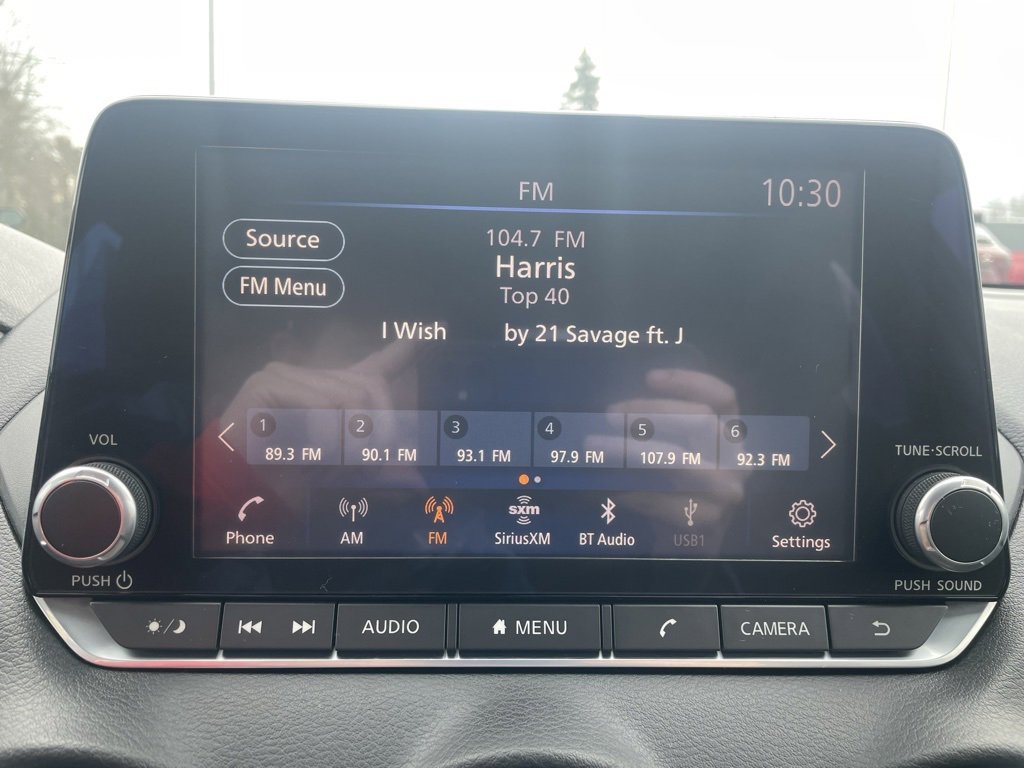 FM 10:30
Source 104.7 FM
Harris
FM Menu Top 40
I Wish by 21 Savage ft. J
1 2 3 4 5 6
89.3 FM 90.1 FM 93.1 FM 97.9 FM 107.9 FM 92.3 FM
VOL TUNE·SCROLL
sxm
Phone AM FM SiriusXM BT Audio USB1 Settings
PUSH PUSH SOUND
AUDIO MENU CAMERA